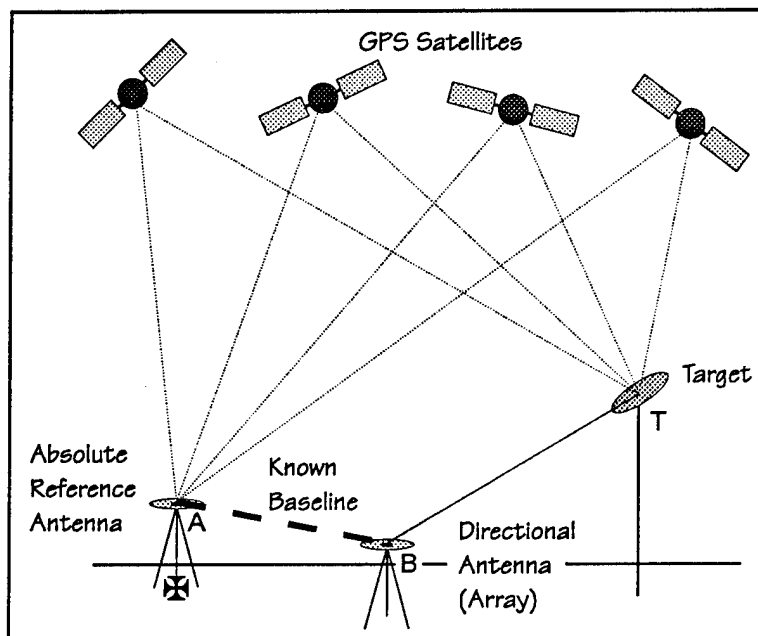 GPS Satellites
Target
T
Absolute
Reference
Antenna
A
Known
Baseline
B
Directional
Antenna
(Array)